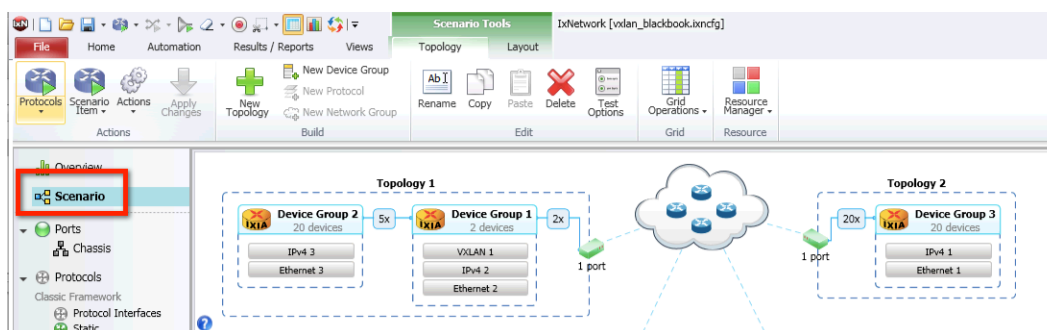 IxN
Scenario Tools
IxNetwork [vxlan_blackbook.ixncfg]
File Home Automation Results / Reports Views Topology Layout
Protocols
Scenario Item
Actions
Apply Changes
Actions
New Topology
New Device Group
New Protocol
New Network Group
Build
Ab
Rename
Copy
Paste
Delete
Test Options
Edit
Grid Operations
Grid
Resource Manager
Resource
Overview
Scenario
Ports
Chassis
Protocols
Classic Framework
Protocol Interfaces
Static
Topology 1
IXIA
Device Group 2
20 devices
IPv4 3
Ethernet 3
5x
IXIA
Device Group 1
2 devices
VXLAN 1
IPv4 2
Ethernet 2
2x
1 port
Topology 2
1 port
20x
IXIA
Device Group 3
20 devices
IPv4 1
Ethernet 1
?